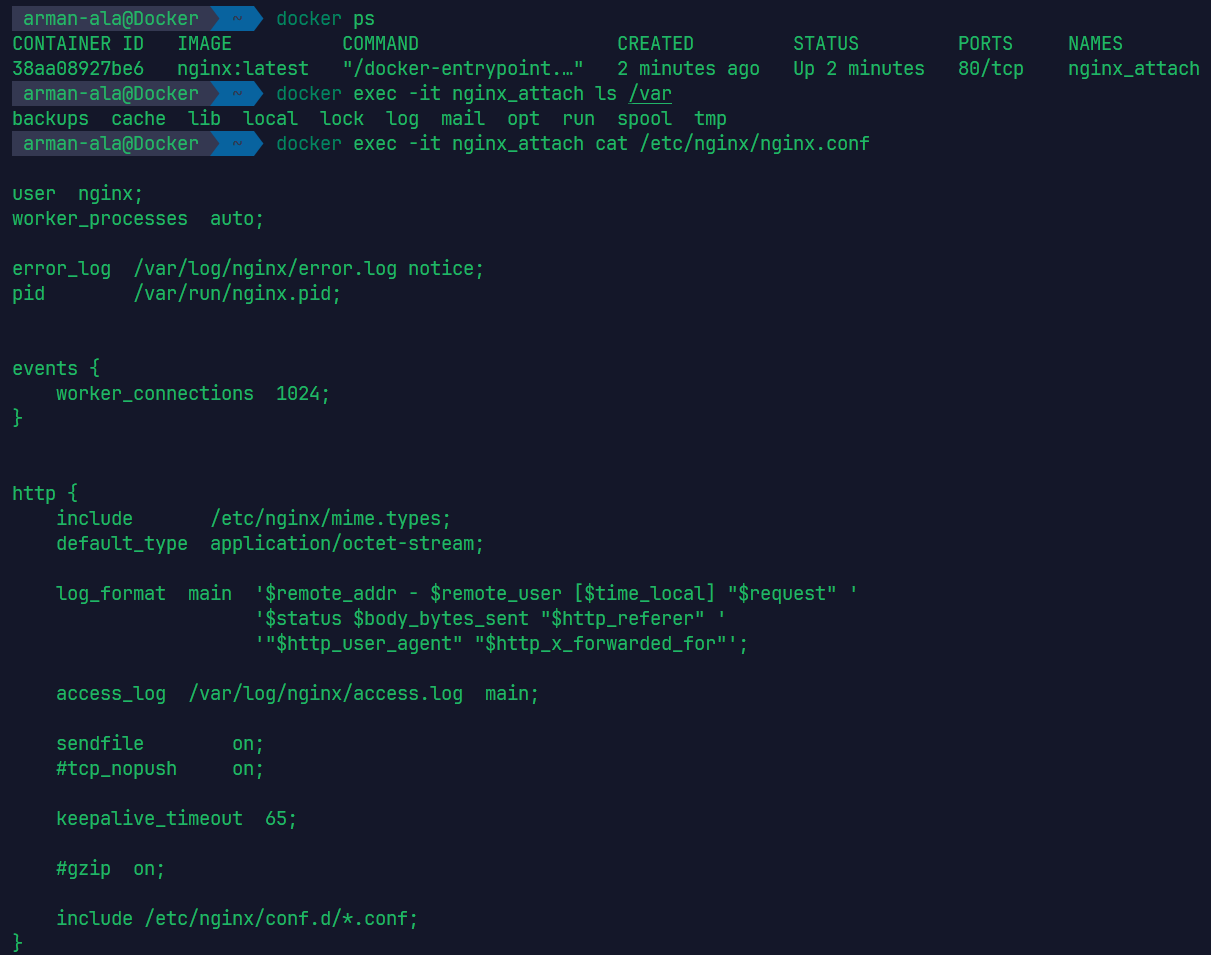 arman-ala@Docker ~ docker ps
CONTAINER ID   IMAGE          COMMAND                  CREATED         STATUS         PORTS     NAMES
38aa08927be6   nginx:latest   "/docker-entrypoint.…"   2 minutes ago   Up 2 minutes   80/tcp    nginx_attach
arman-ala@Docker ~ docker exec -it nginx_attach ls /var
backups  cache  lib  local  lock  log  mail  opt  run  spool  tmp
arman-ala@Docker ~ docker exec -it nginx_attach cat /etc/nginx/nginx.conf

user  nginx;
worker_processes  auto;

error_log  /var/log/nginx/error.log notice;
pid        /var/run/nginx.pid;


events {
    worker_connections  1024;
}


http {
    include       /etc/nginx/mime.types;
    default_type  application/octet-stream;

    log_format  main  '$remote_addr - $remote_user [$time_local] "$request" '
                      '$status $body_bytes_sent "$http_referer" '
                      '"$http_user_agent" "$http_x_forwarded_for"';

    access_log  /var/log/nginx/access.log  main;

    sendfile        on;
    #tcp_nopush     on;

    keepalive_timeout  65;

    #gzip  on;

    include /etc/nginx/conf.d/*.conf;
}